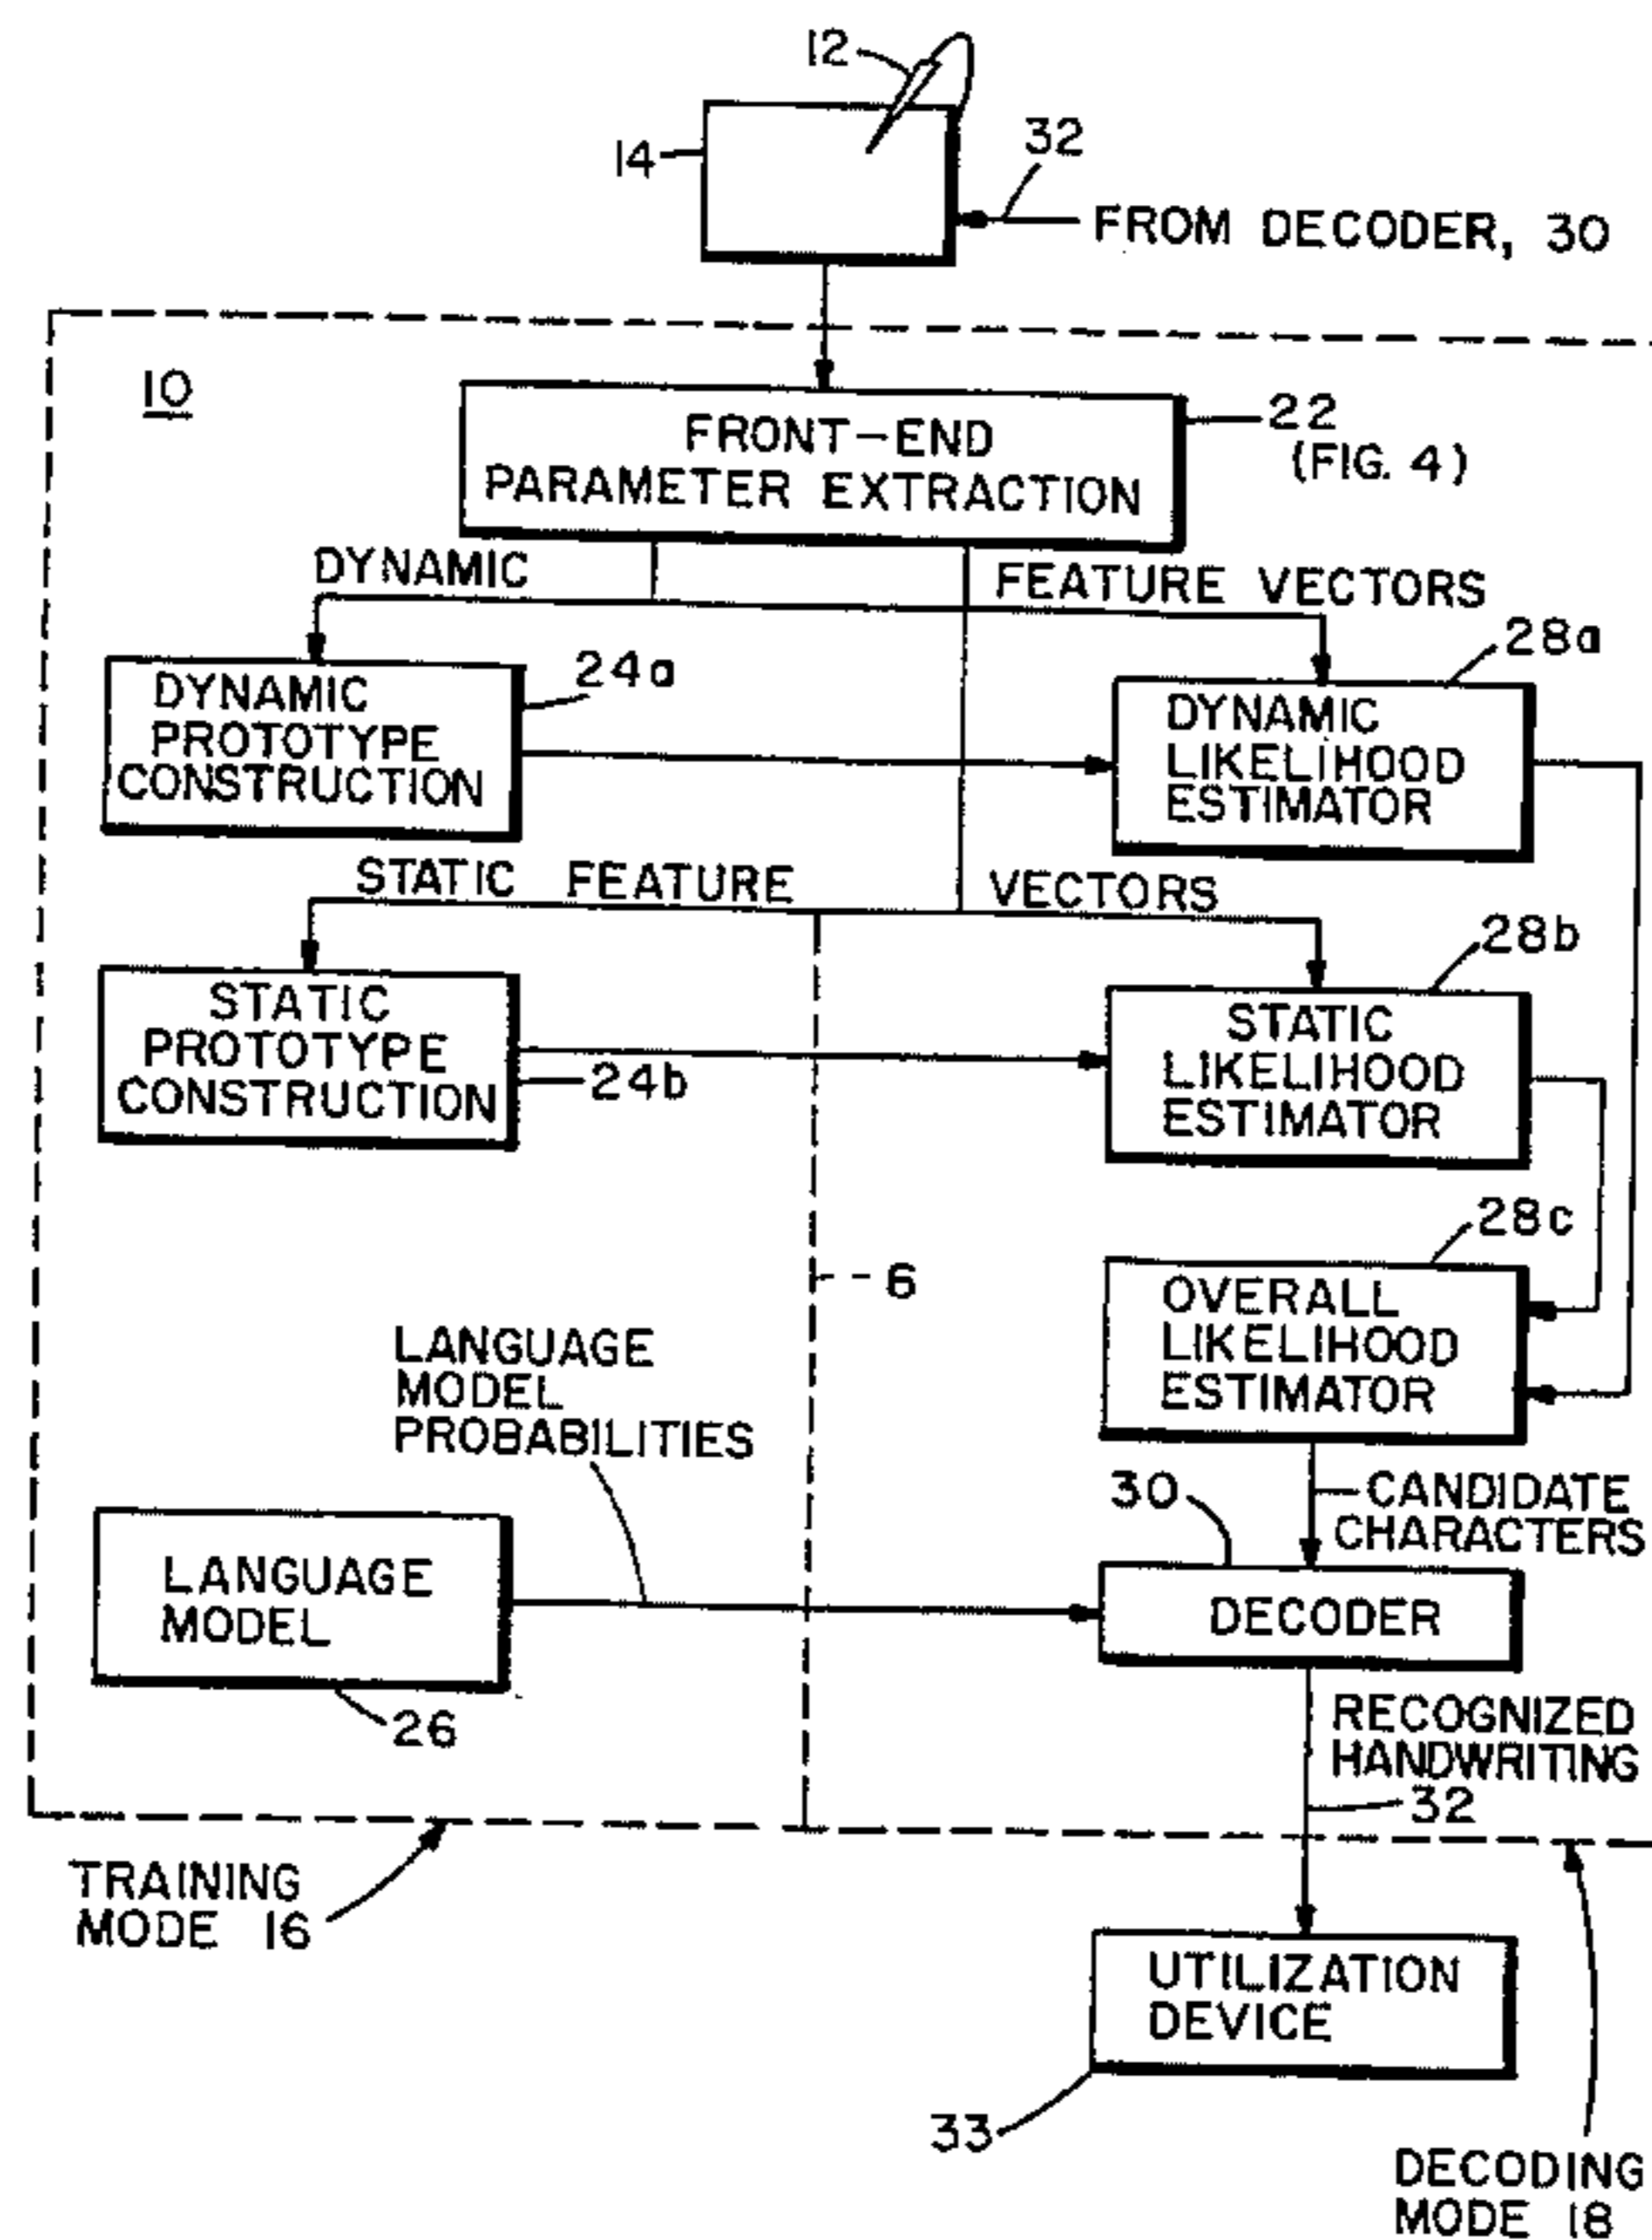 12
14
32
FROM DECODER, 30
10
FRONT-END
PARAMETER EXTRACTION
22
(FIG. 4)
DYNAMIC FEATURE VECTORS
24a
28a
DYNAMIC
PROTOTYPE
CONSTRUCTION
DYNAMIC
LIKELIHOOD
ESTIMATOR
STATIC FEATURE VECTORS
28b
STATIC
PROTOTYPE
CONSTRUCTION
24b
STATIC
LIKELIHOOD
ESTIMATOR
28c
6
OVERALL
LIKELIHOOD
ESTIMATOR
LANGUAGE
MODEL
PROBABILITIES
30
CANDIDATE
CHARACTERS
LANGUAGE
MODEL
DECODER
26
RECOGNIZED
HANDWRITING
32
TRAINING
MODE 16
UTILIZATION
DEVICE
33
DECODING
MODE 18